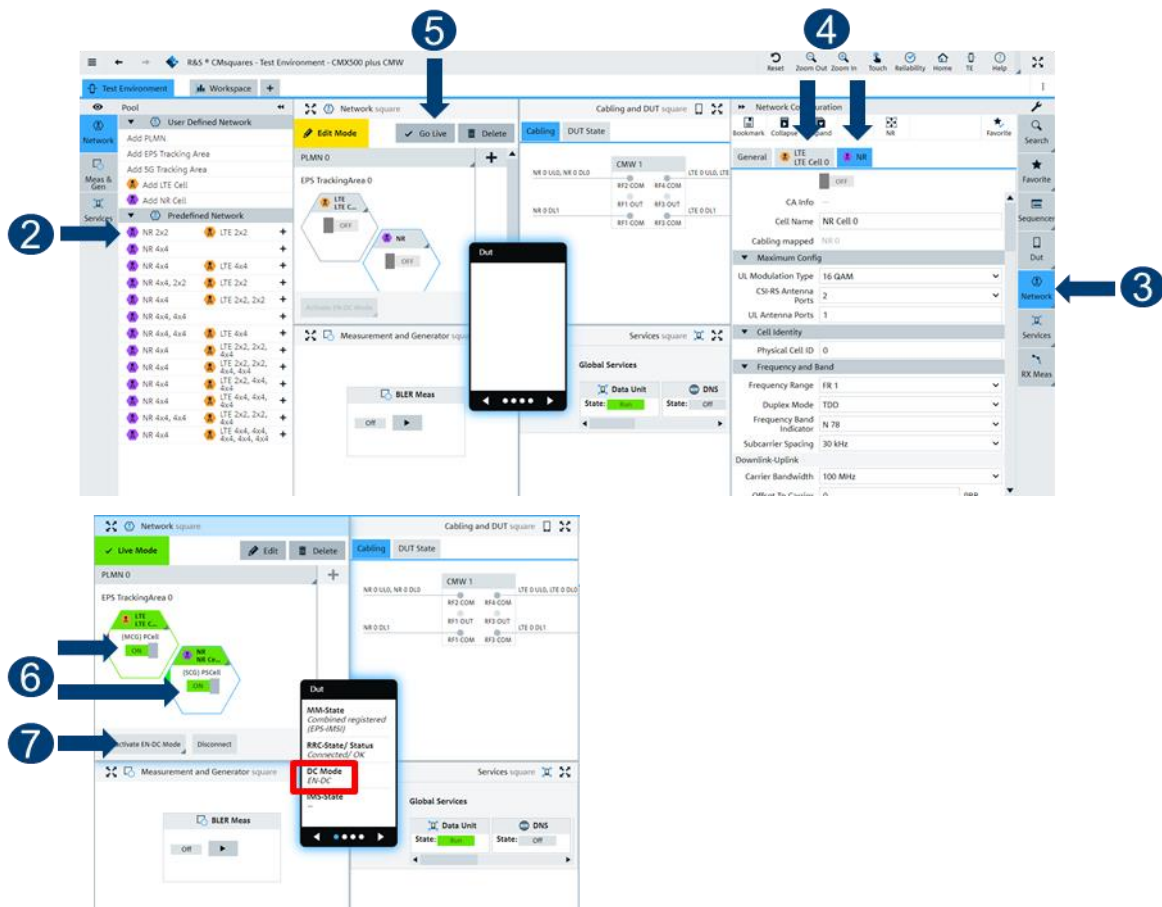 5
4
R&S ® CMsquares - Test Environment - CMX500 plus CMW
Reset Zoom Out Zoom In Touch Reliability Home TE Help
Test Environment Workspace +
Pool
Network square
Cabling and DUT square
Network Configuration
User Defined Network
Network
Add PLMN
Add EPS Tracking Area
Add 5G Tracking Area
Add LTE Cell
Add NR Cell
Meas & Gen
Services
Predefined Network
2
NR 2x2 LTE 2x2 +
NR 4x4 +
NR 4x4 LTE 4x4 +
NR 4x4, 2x2 LTE 2x2 +
NR 4x4 LTE 2x2, 2x2 +
NR 4x4, 4x4 +
NR 4x4, 4x4 LTE 4x4 +
NR 4x4 LTE 2x2, 2x2, 4x4 +
NR 4x4 LTE 2x2, 2x2, 4x4, 4x4 +
NR 4x4 LTE 2x2, 4x4, 4x4 +
NR 4x4 LTE 4x4, 4x4, 4x4 +
NR 4x4, 4x4 LTE 2x2, 2x2, 4x4 +
NR 4x4 LTE 4x4, 4x4, 4x4, 4x4, 4x4 +
Edit Mode Go Live Delete
PLMN 0 +
EPS TrackingArea 0
LTE
LTE C...
OFF
NR
OFF
Activate EN-DC Mode
Cabling DUT State
CMW 1
NR 0 UL0, NR 0 DL0 LTE 0 UL0, LTE
RF2 COM RF4 COM
RF1 OUT RF3 OUT
NR 0 DL1 LTE 0 DL1
RF1 COM RF3 COM
Dut
Measurement and Generator square
BLER Meas
Off
Services square
Global Services
Data Unit DNS
State: Run State: Off
Bookmark Collapse NR Favorite
General LTE LTE Cell 0 NR
OFF
CA Info --
Cell Name NR Cell 0
Cabling mapped NR 0
Maximum Config
UL Modulation Type 16 QAM
CSI-RS Antenna Ports 2
UL Antenna Ports 1
Cell Identity
Physical Cell ID 0
Frequency and Band
Frequency Range FR 1
Duplex Mode TDD
Frequency Band Indicator N 78
Subcarrier Spacing 30 kHz
Downlink-Uplink
Carrier Bandwidth 100 MHz
Offset To Carrier 0 PRB
Search
Favorite
Sequencer
Dut
Network
Services
RX Meas
3
Network square
Cabling and DUT square
Live Mode Edit Delete
Cabling DUT State
PLMN 0 +
EPS TrackingArea 0
LTE
LTE C...
(MCG) PCell
ON
NR
NR Ce...
(SCG) PSCell
ON
6
7
Activate EN-DC Mode Disconnect
CMW 1
NR 0 UL0, NR 0 DL0 LTE 0 UL0, LTE 0 DL0
RF2 COM RF4 COM
RF1 OUT RF3 OUT
NR 0 DL1 LTE 0 DL1
RF1 COM RF3 COM
Dut
MM-State
Combined registered
(EPS-IMSI)
RRC-State/ Status
Connected/ OK
DC Mode
EN-DC
IMS-State
--
Measurement and Generator square
BLER Meas
Off
Services square
Global Services
Data Unit DNS
State: Run State: Off